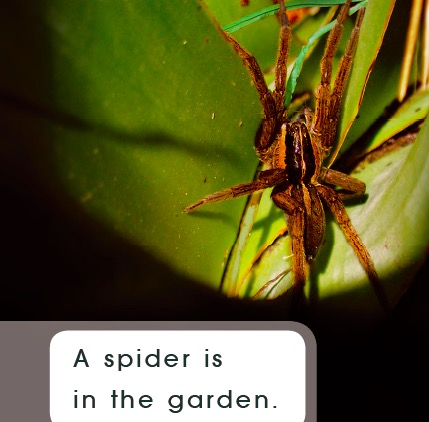 A spider is
in the garden.